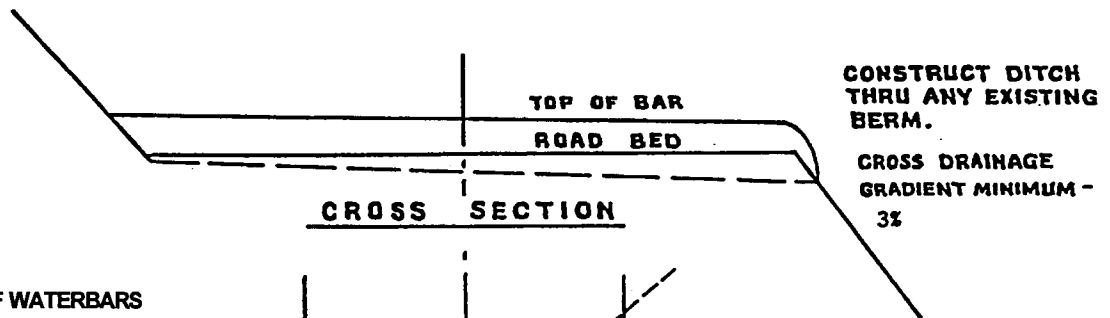 CONSTRUCT DITCH
THRU ANY EXISTING
BERM.
TOP OF BAR
ROAD BED
CROSS DRAINAGE
GRADIENT MINIMUM -
3%
CROSS SECTION
WATERBARS